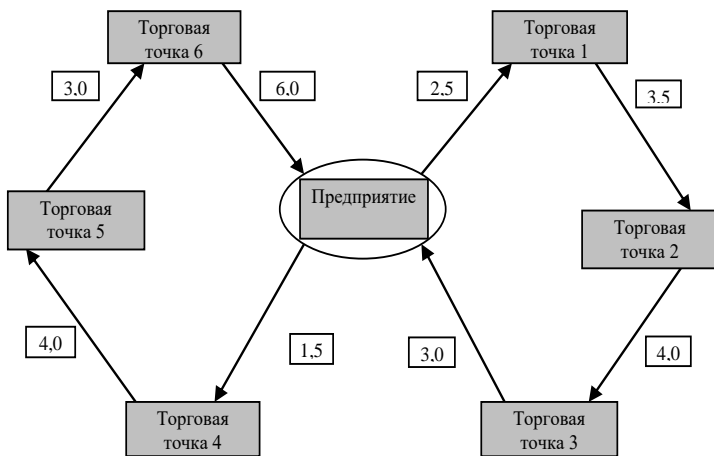 Торговая
точка 6
Торговая
точка 1
3,0
6,0
2,5
3,5
Торговая
точка 5
Предприятие
Торговая
точка 2
4,0
1,5
3,0
4,0
Торговая
точка 4
Торговая
точка 3